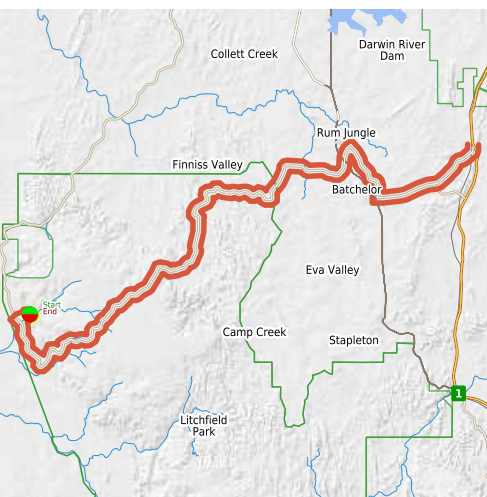 Collett Creek
Darwin River
Dam
Rum Jungle
Finniss Valley
Batchelor
Eva Valley
Start
End
Camp Creek
Stapleton
1
Litchfield
Park